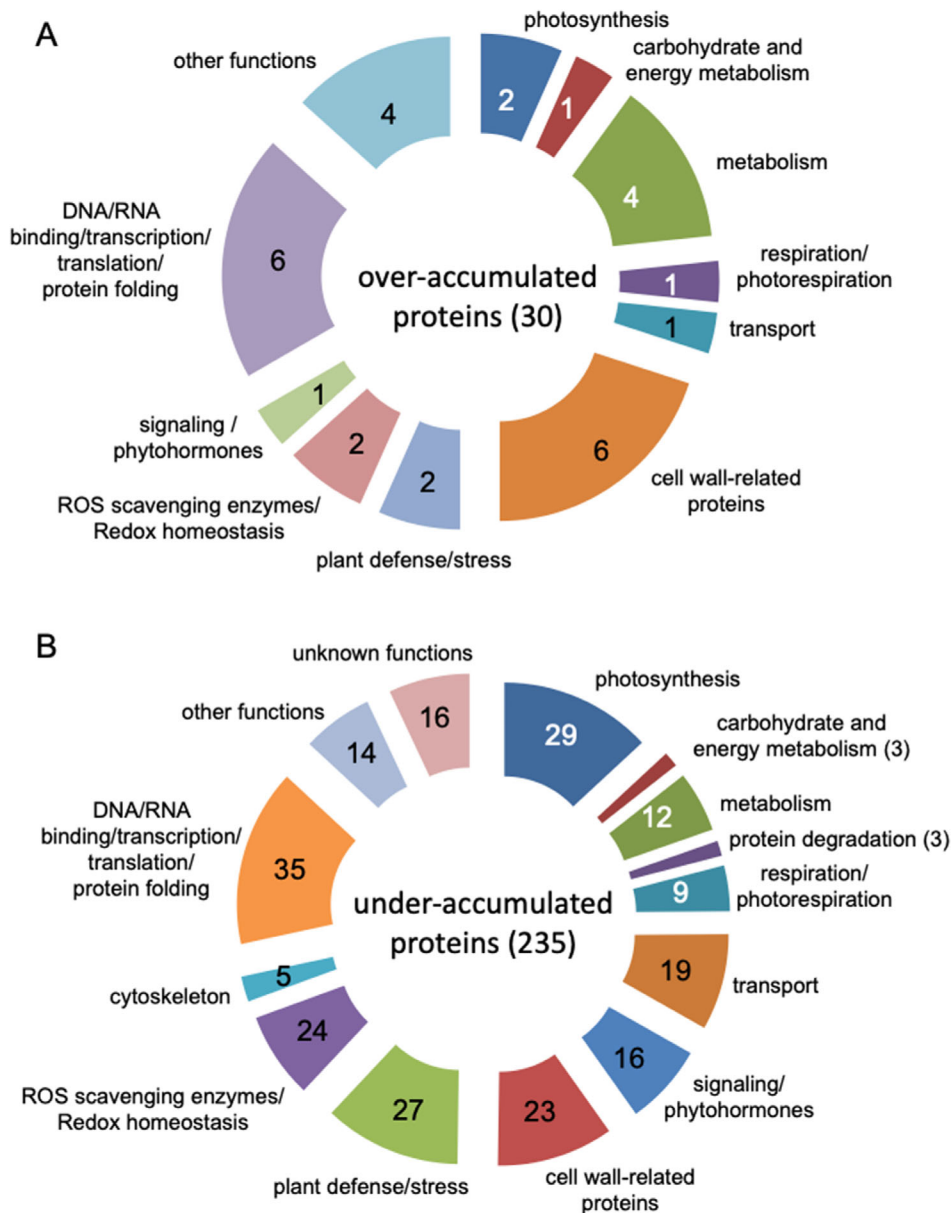 A
photosynthesis
carbohydrate and
energy metabolism
other functions
2
1
4
metabolism
4
DNA/RNA
binding/transcription/
translation/
protein folding
6
over-accumulated
proteins (30)
respiration/
photorespiration
1
1
transport
1
signaling /
phytohormones
6
cell wall-related
proteins
2
2
ROS scavenging enzymes/
Redox homeostasis
plant defense/stress
B
unknown functions
photosynthesis
other functions
16
29
carbohydrate and
energy metabolism (3)
14
metabolism
12
DNA/RNA
binding/transcription/
translation/
protein folding
35
protein degradation (3)
respiration/
photorespiration
9
under-accumulated
proteins (235)
19
transport
5
cytoskeleton
24
16
signaling/
phytohormones
ROS scavenging enzymes/
Redox homeostasis
27
23
plant defense/stress
cell wall-related
proteins